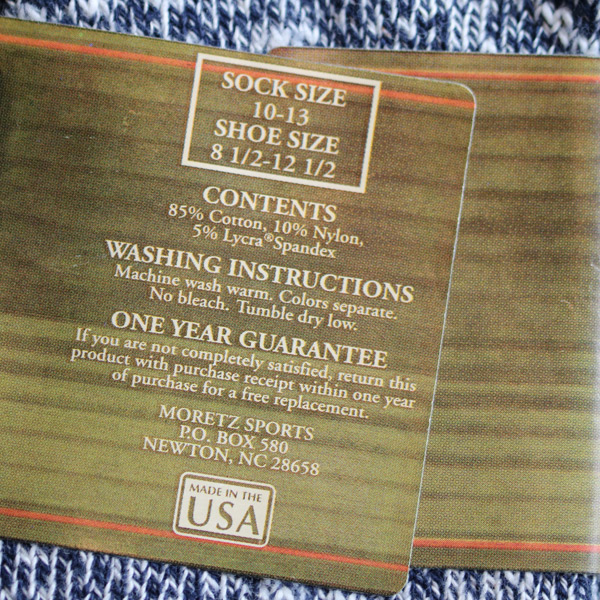 SOCK SIZE
10-13
SHOE SIZE
8 1/2-12 1/2
CONTENTS
85% Cotton, 10% Nylon,
5% Lycra®Spandex
WASHING INSTRUCTIONS
Machine wash warm. Colors separate.
No bleach. Tumble dry low.
ONE YEAR GUARANTEE
If you are not completely satisfied, return this
product with purchase receipt within one year
of purchase for a free replacement.
MORETZ SPORTS
P.O. BOX 580
NEWTON, NC 28658
MADE IN THE
USA